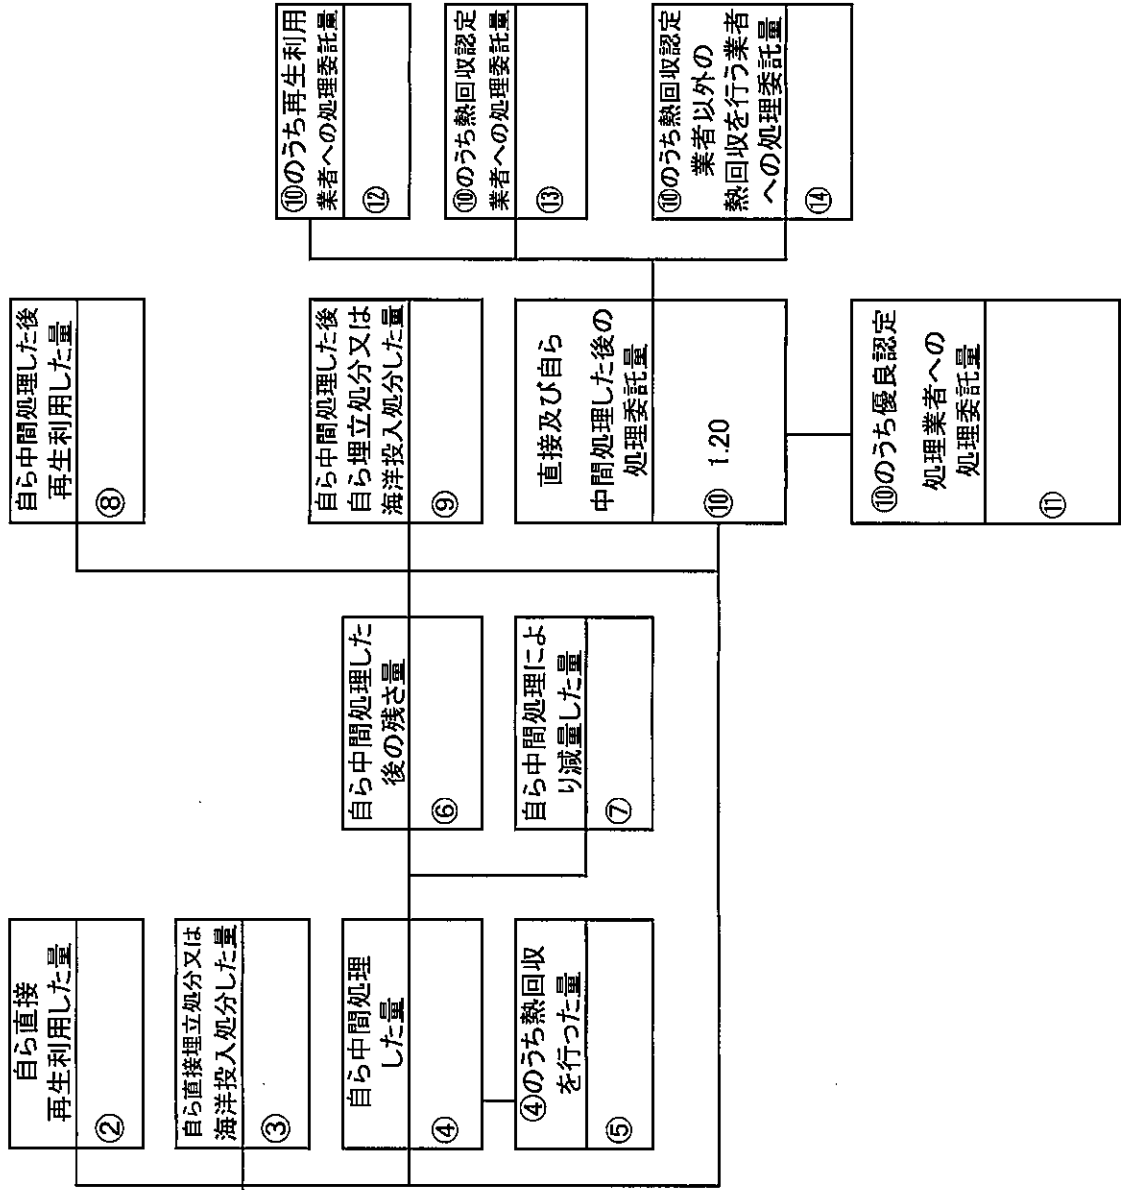 自ら直接
再生利用した量
②
自ら直接埋立処分又は
海洋投入処分した量
③
自ら中間処理
した量
④
④のうち熱回収
を行った量
⑤
自ら中間処理した
後の残さ量
⑥
自ら中間処理によ
り減量した量
⑦
自ら中間処理した後
再生利用した量
⑧
自ら中間処理した後
自ら埋立処分又は
海洋投入処分した量
⑨
直接及び自ら
中間処理した後の
処理委託量
⑩ 1.20
⑩のうち優良認定
処理業者への
処理委託量
⑪
⑩のうち再生利用
業者への処理委託量
⑫
⑩のうち熱回収認定
業者への処理委託量
⑬
⑩のうち熱回収認定
業者以外の
熱回収を行う業者
への処理委託量
⑭